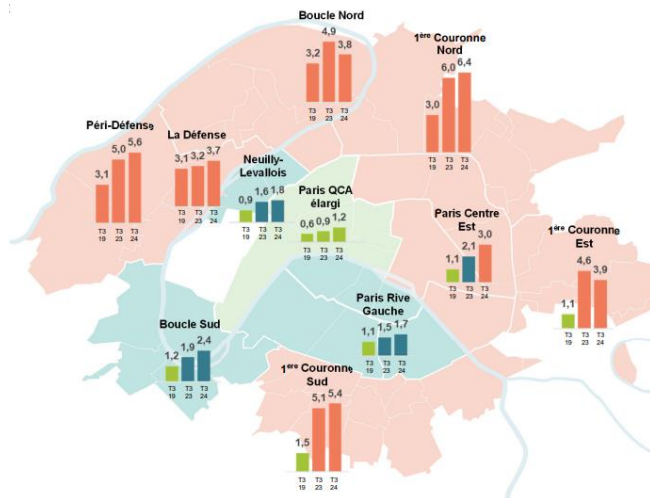 Boucle Nord
3,2 4,9 3,8
T3 19 T3 23 T3 24
1ère Couronne
Nord
3,0 6,0 6,4
T3 19 T3 23 T3 24
Péri-Défense
3,1 5,0 5,6
T3 19 T3 23 T3 24
La Défense
3,1 3,2 3,7
T3 19 T3 23 T3 24
Neuilly-
Levallois
0,9 1,6 1,8
T3 19 T3 23 T3 24
Paris QCA
élargi
0,6 0,9 1,2
T3 19 T3 23 T3 24
Paris Centre
Est
1,1 2,1 3,0
T3 19 T3 23 T3 24
1ère Couronne
Est
1,1 4,6 3,9
T3 19 T3 23 T3 24
Boucle Sud
1,2 1,9 2,4
T3 19 T3 23 T3 24
Paris Rive
Gauche
1,1 1,5 1,7
T3 19 T3 23 T3 24
1ère Couronne
Sud
1,5 5,1 5,4
T3 19 T3 23 T3 24